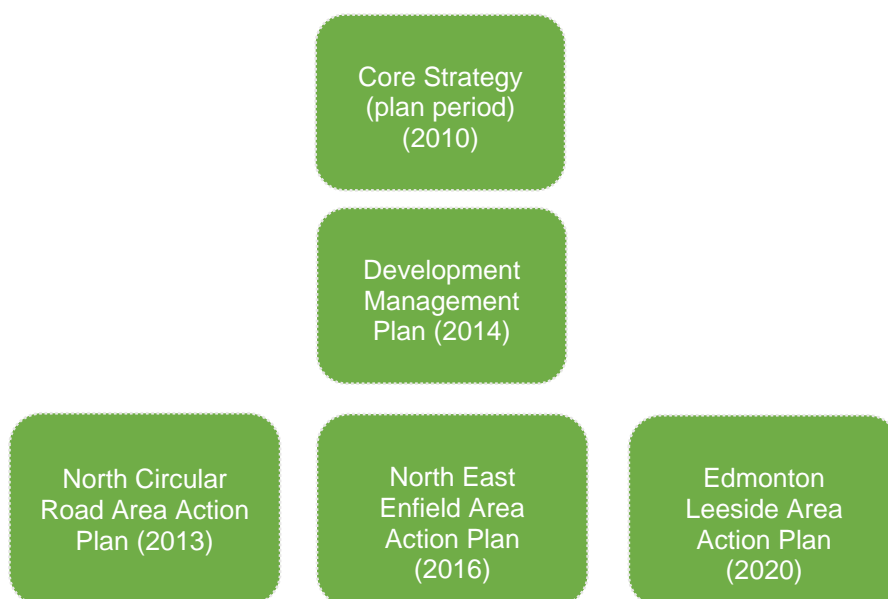 Core Strategy
(plan period)
(2010)
Development
Management
Plan (2014)
North Circular
Road Area Action
Plan (2013)
North East
Enfield Area
Action Plan
(2016)
Edmonton
Leeside Area
Action Plan
(2020)